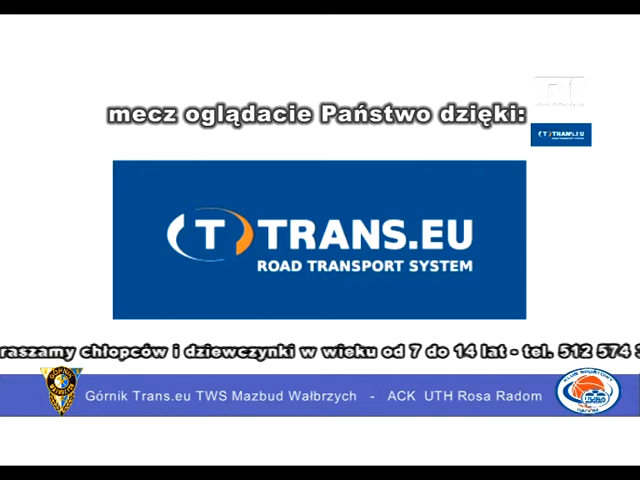 mecz oglądacie Państwo dzięki:
TRANS.EU
(T) TRANS.EU
ROAD TRANSPORT SYSTEM
raszamy chłopców i dziewczynki w wieku od 7 do 14 lat - tel. 512 574
Górnik Trans.eu TWS Mazbud Wałbrzych - ACK UTH Rosa Radom